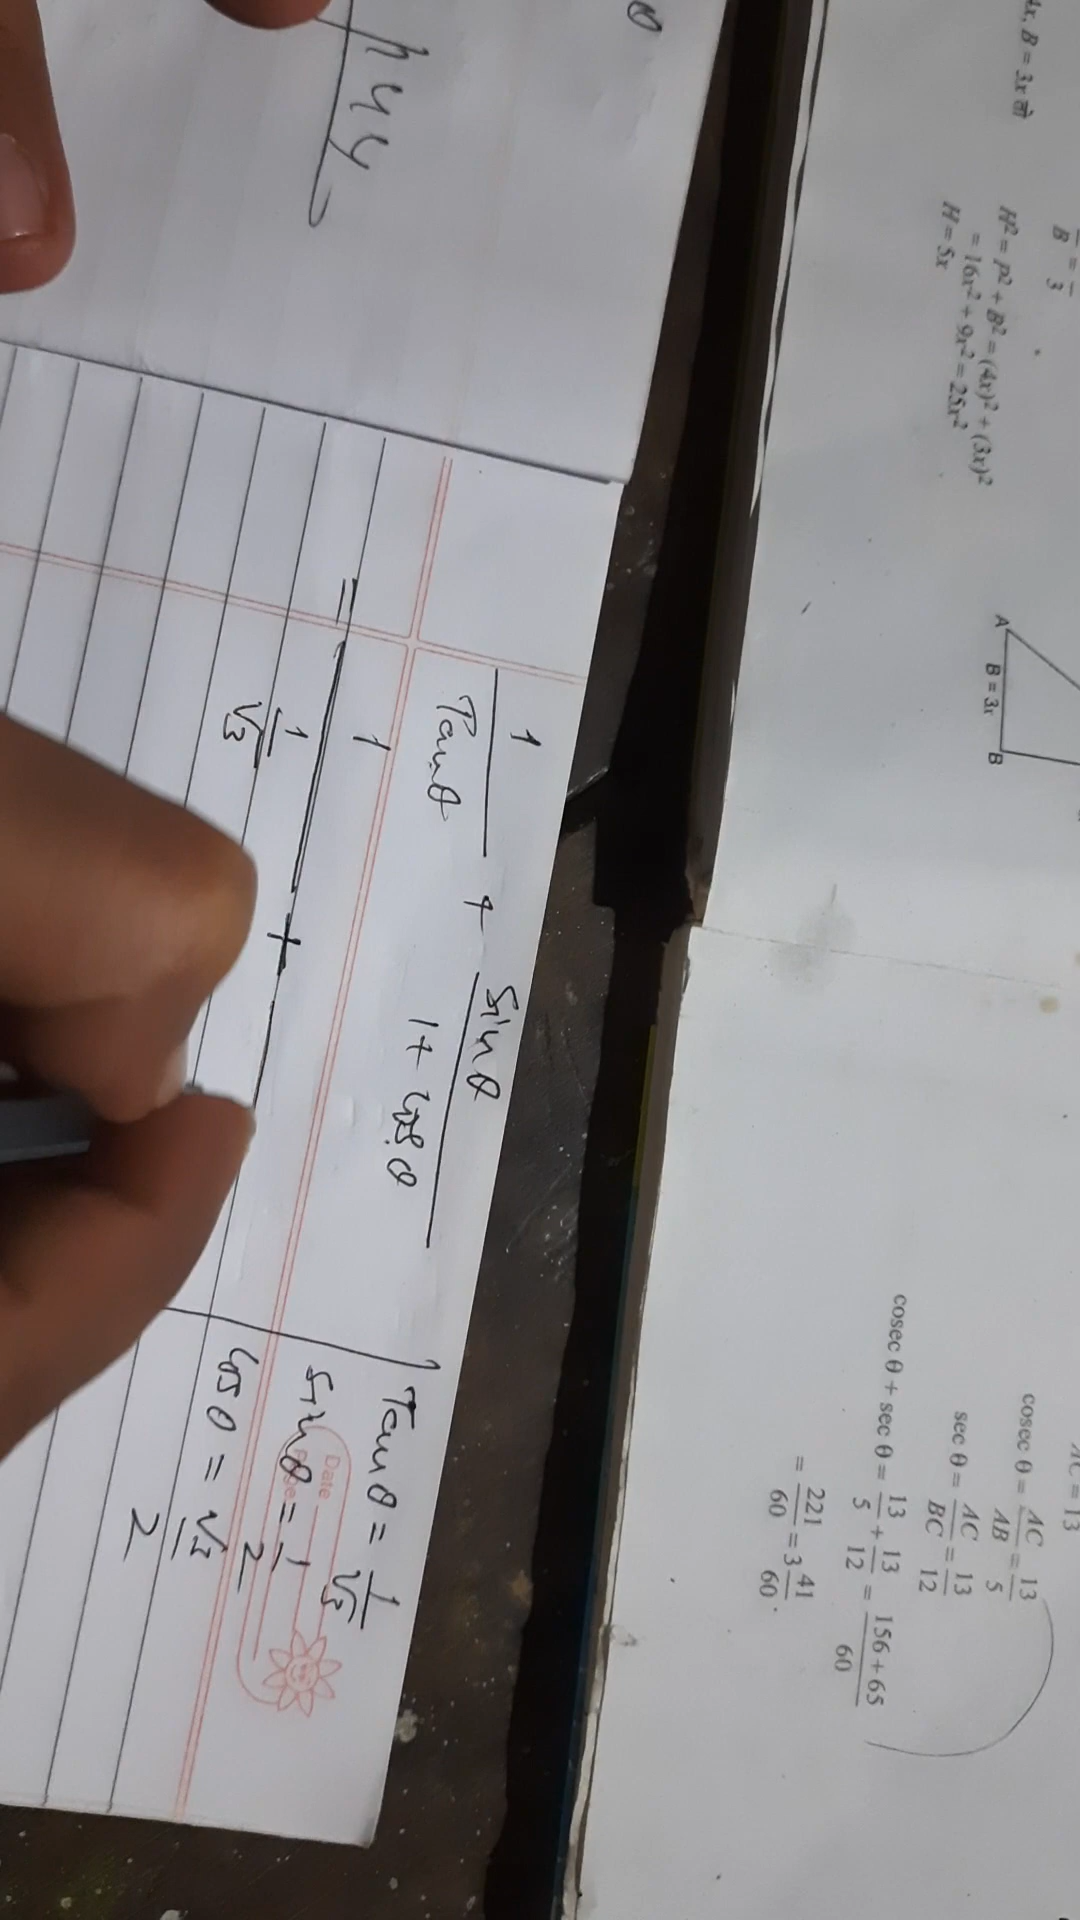 4x, B = 3x तो
B = 3
H² = P² + B² = (4x)² + (3x)²
= 16x² + 9x² = 25x²
H = 5x
A
B = 3x
B
AC = 13
cosec θ = AC/AB = 13/5
sec θ = AC/BC = 13/12
cosec θ + sec θ = 13/5 + 13/12 = (156 + 65)/60
= 221/60 = 3 41/60.
θ
1/Tanθ + sinθ/(1 + cosθ)
= 1/(1/√3) +
Tanθ = 1/√3
sinθ = 1/2
cosθ = √3/2
Date
Page